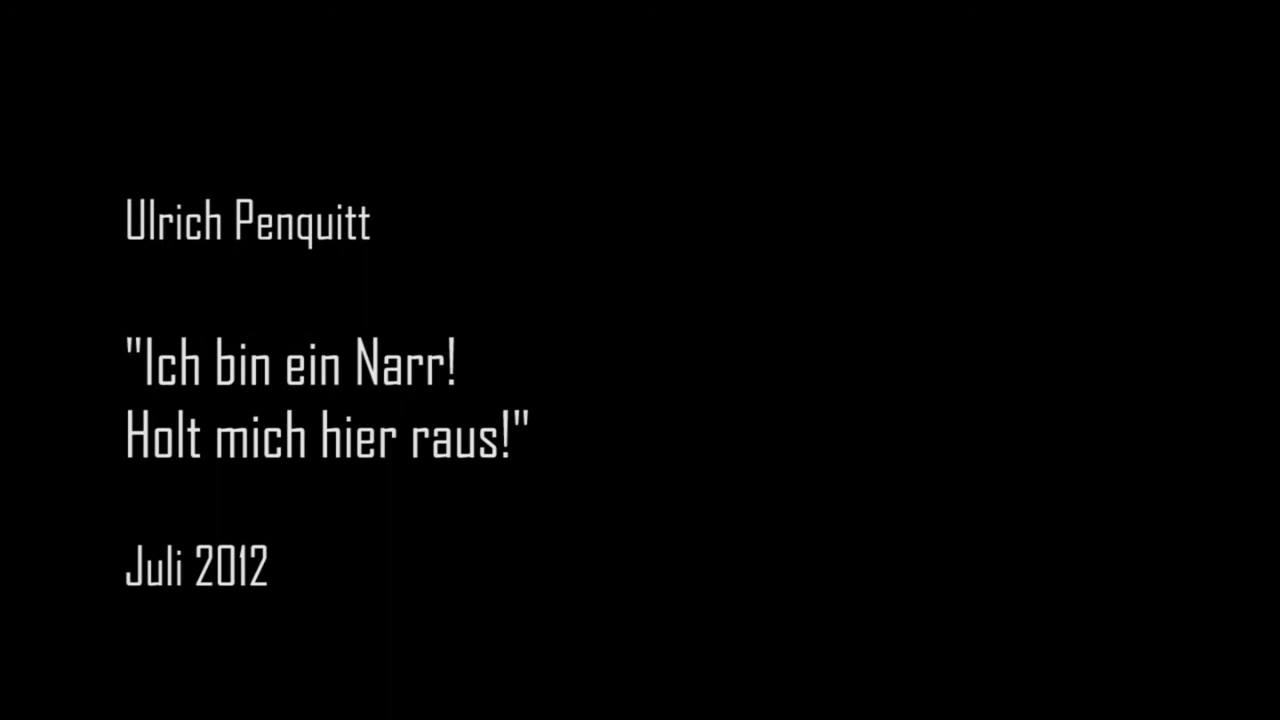 Ulrich Penquitt
"Ich bin ein Narr!
Holt mich hier raus!"
Juli 2012